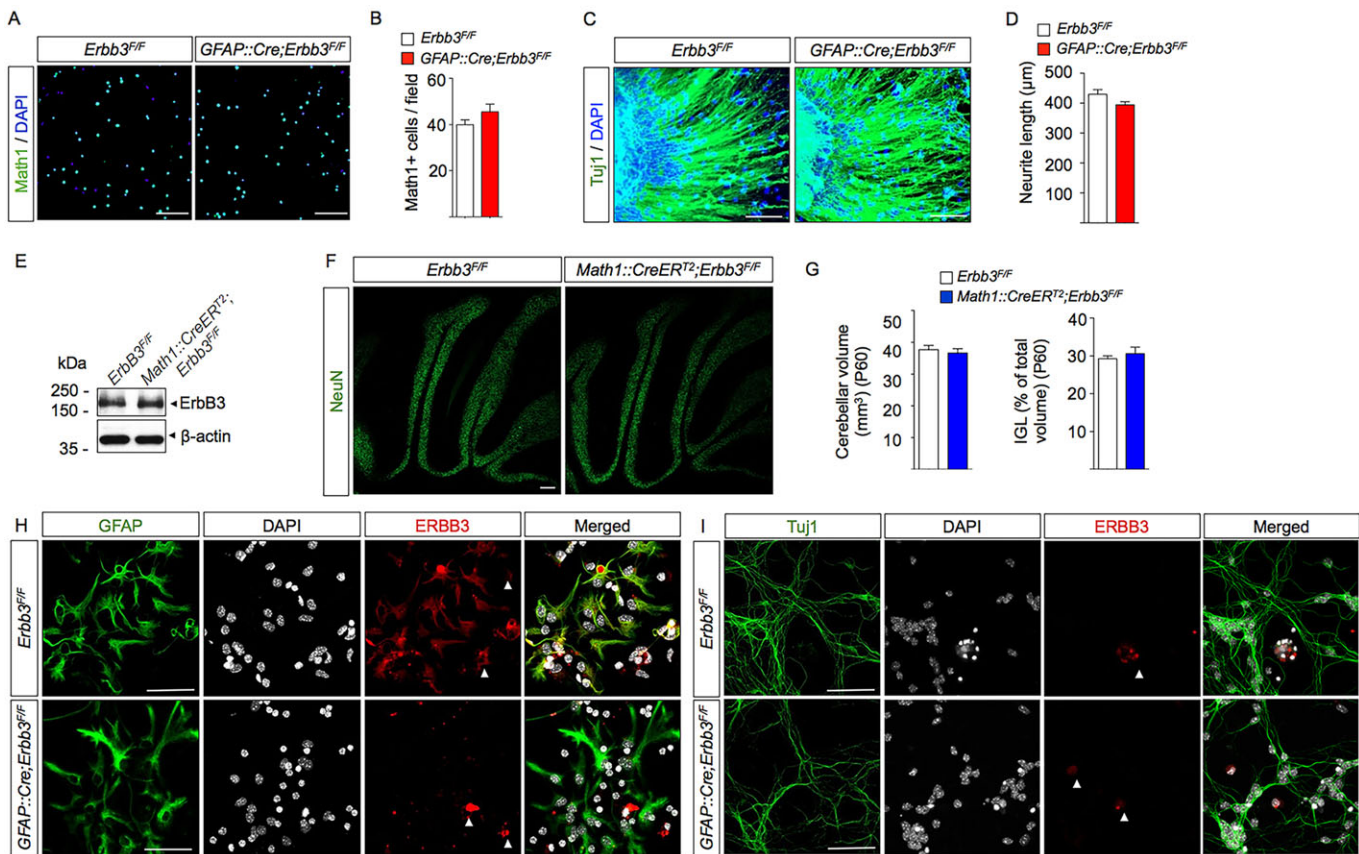 A
Erbb3F/F
GFAP::Cre;Erbb3F/F
Math1 / DAPI
B
Erbb3F/F
GFAP::Cre;Erbb3F/F
Math1+ cells / field
60
40
20
C
Erbb3F/F
GFAP::Cre;Erbb3F/F
Tuj1 / DAPI
D
Erbb3F/F
GFAP::Cre;Erbb3F/F
Neurite length (µm)
500
400
300
200
100
E
kDa
ErbB3F/F
Math1::CreERT2-;
Erbb3F/F
250 -
150 -
ErbB3
β-actin
35 -
F
Erbb3F/F
Math1::CreERT2;Erbb3F/F
NeuN
G
Erbb3F/F
Math1::CreERT2;Erbb3F/F
Cerebellar volume
(mm3) (P60)
50
40
30
20
10
IGL (% of total
volume) (P60)
40
30
20
10
H
GFAP
DAPI
ERBB3
Merged
Erbb3F/F
GFAP::Cre;Erbb3F/F
I
Tuj1
DAPI
ERBB3
Merged
Erbb3F/F
GFAP::Cre;Erbb3F/F